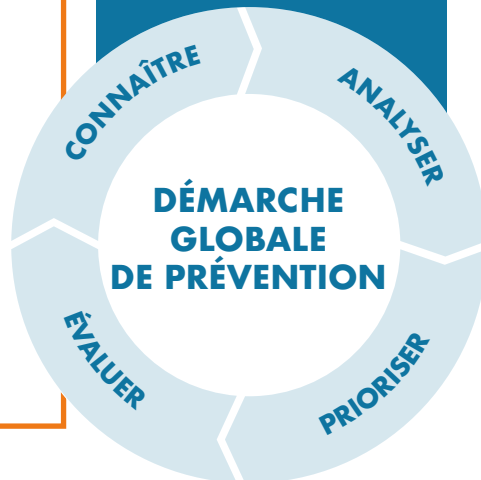 CONNAÎTRE
ANALYSER
DÉMARCHE
GLOBALE
DE PRÉVENTION
ÉVALUER
PRIORISER